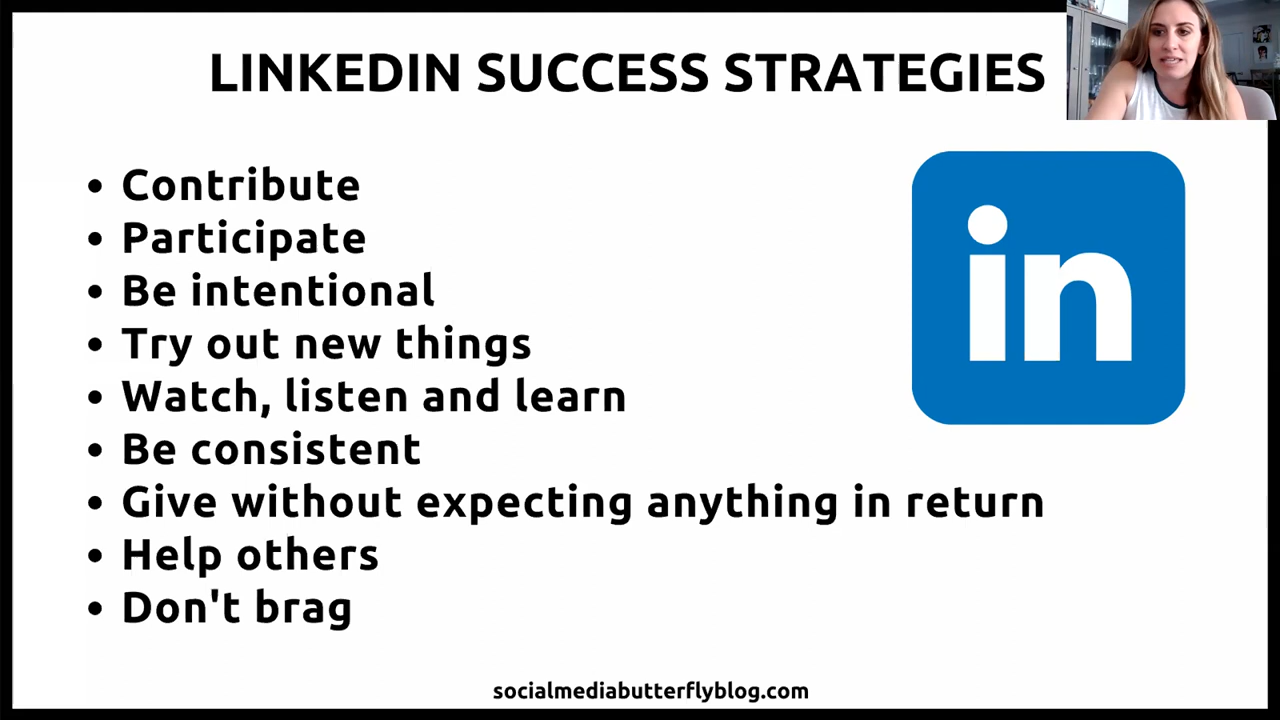 LINKEDIN SUCCESS STRATEGIES
• Contribute
• Participate
• Be intentional
• Try out new things
• Watch, listen and learn
• Be consistent
• Give without expecting anything in return
• Help others
• Don't brag
in
socialmediabutterflyblog.com